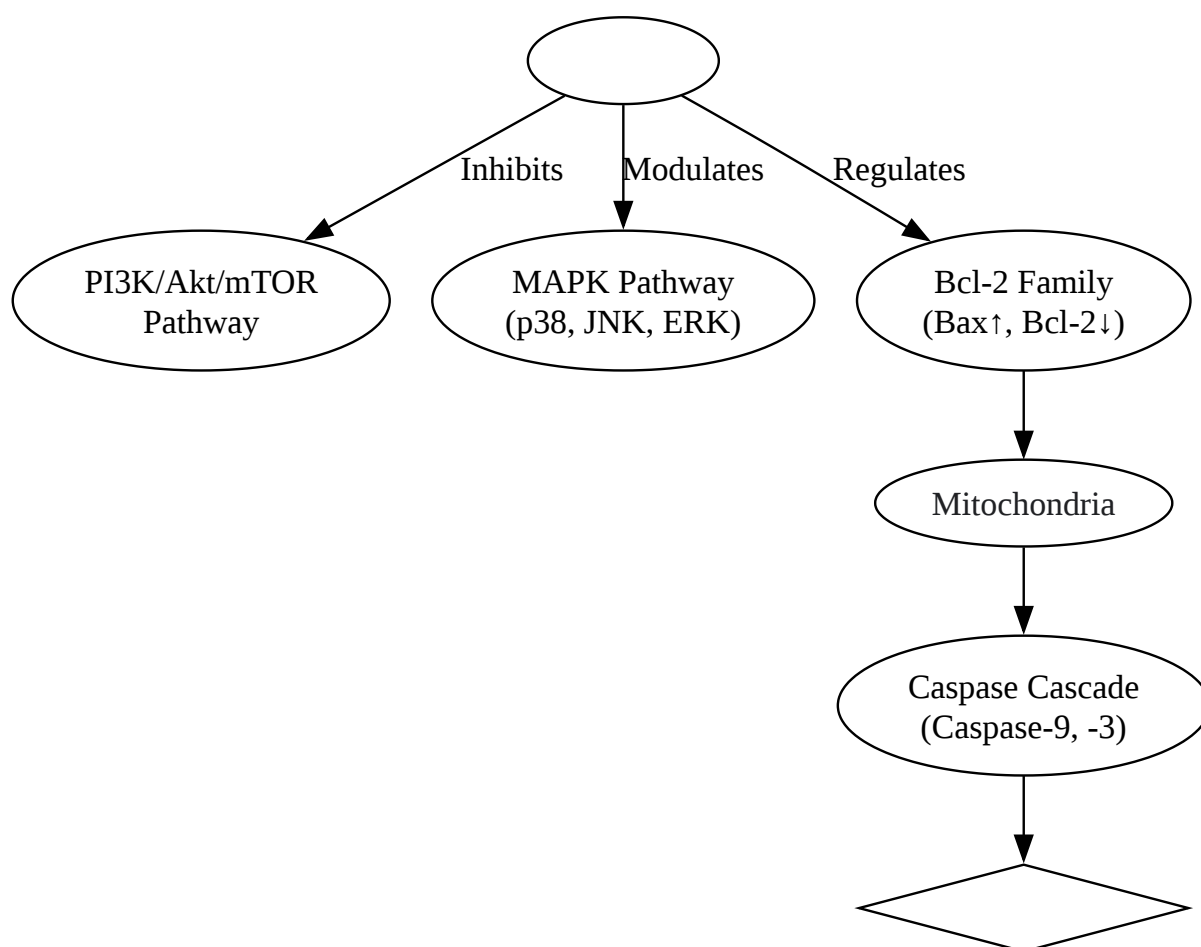 Inhibits
Modulates
Regulates
PI3K/Akt/mTOR
Pathway
MAPK Pathway
(p38, JNK, ERK)
Bcl-2 Family
(Bax↑, Bcl-2↓)
Mitochondria
Caspase Cascade
(Caspase-9, -3)